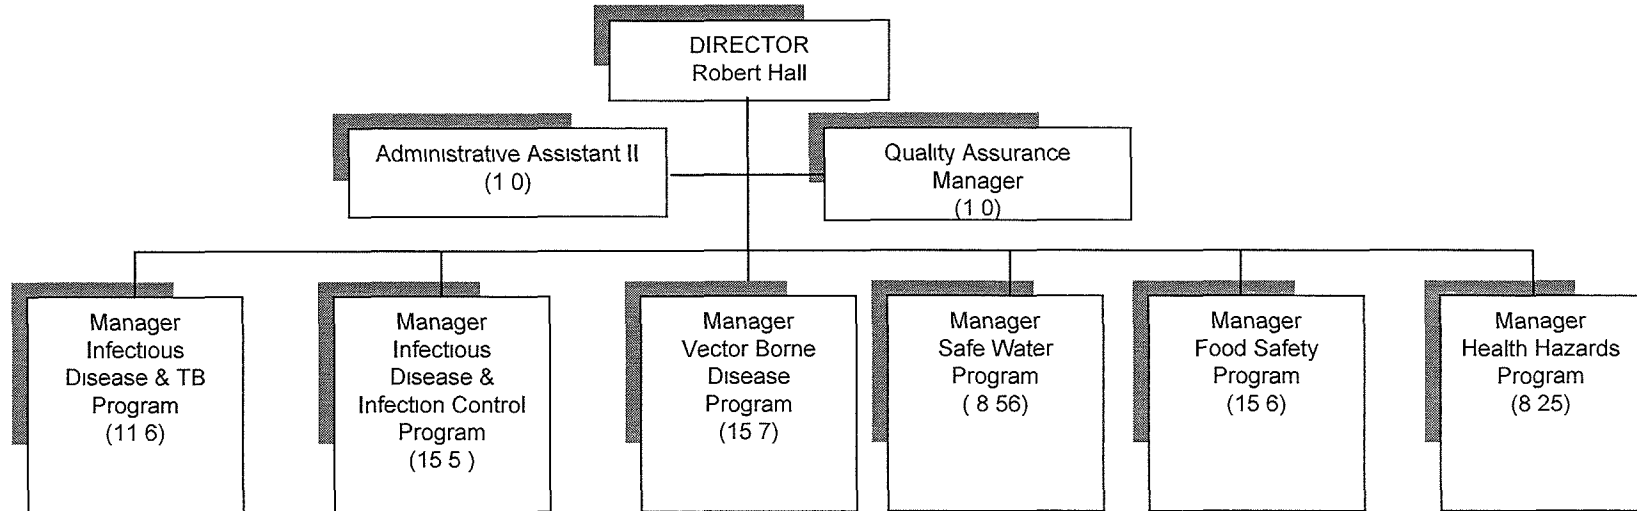 DIRECTOR
Robert Hall
Administrative Assistant II
(1 0)
Quality Assurance
Manager
(1 0)
Manager
Infectious
Disease & TB
Program
(11 6)
Manager
Infectious
Disease &
Infection Control
Program
(15 5 )
Manager
Vector Borne
Disease
Program
(15 7)
Manager
Safe Water
Program
( 8 56)
Manager
Food Safety
Program
(15 6)
Manager
Health Hazards
Program
(8 25)